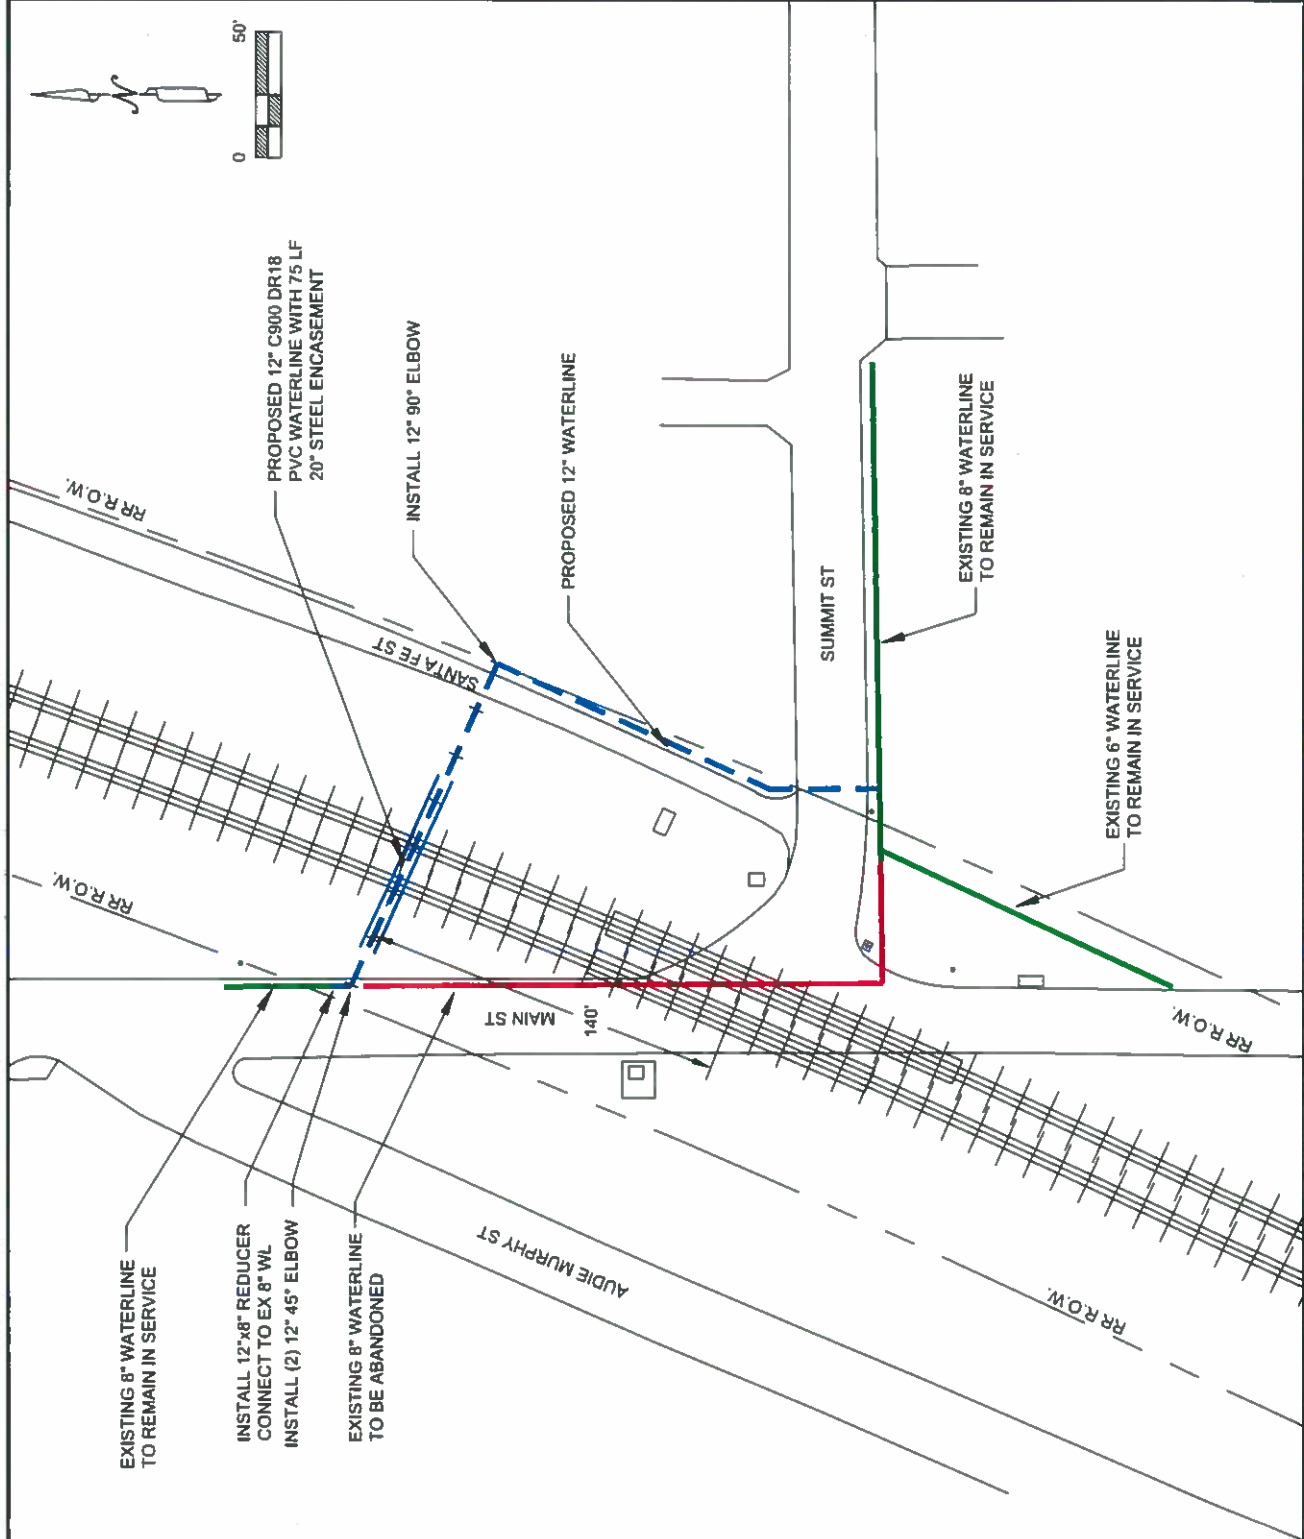 N
0
50'
PROPOSED 12" C900 DR18
PVC WATERLINE WITH 75 LF
20" STEEL ENCASEMENT
INSTALL 12" 90° ELBOW
PROPOSED 12" WATERLINE
RR R.O.W.
SANTA FE ST
RR R.O.W.
SUMMIT ST
EXISTING 8" WATERLINE
TO REMAIN IN SERVICE
EXISTING 6" WATERLINE
TO REMAIN IN SERVICE
MAIN ST
140'
RR R.O.W.
EXISTING 8" WATERLINE
TO REMAIN IN SERVICE
INSTALL 12"x8" REDUCER
CONNECT TO EX 8" WL
INSTALL (2) 12" 45° ELBOW
EXISTING 8" WATERLINE
TO BE ABANDONED
AUDIE MURPHY ST
RR R.O.W.